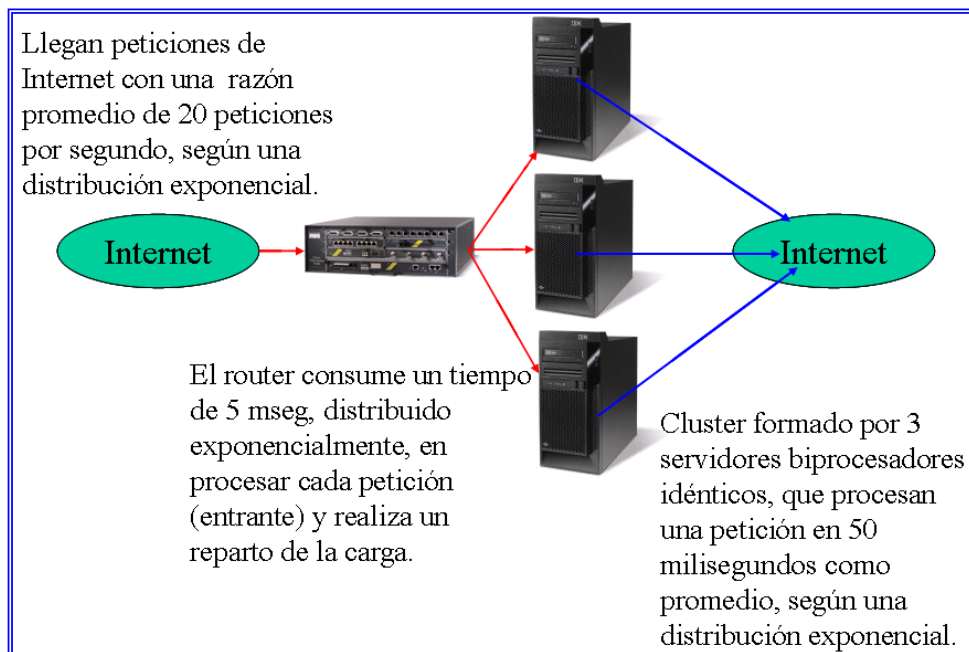 Llegan peticiones de
Internet con una razón
promedio de 20 peticiones
por segundo, según una
distribución exponencial.
Internet
Internet
El router consume un tiempo
de 5 mseg, distribuido
exponencialmente, en
procesar cada petición
(entrante) y realiza un
reparto de la carga.
Cluster formado por 3
servidores biprocesadores
idénticos, que procesan
una petición en 50
milisegundos como
promedio, según una
distribución exponencial.